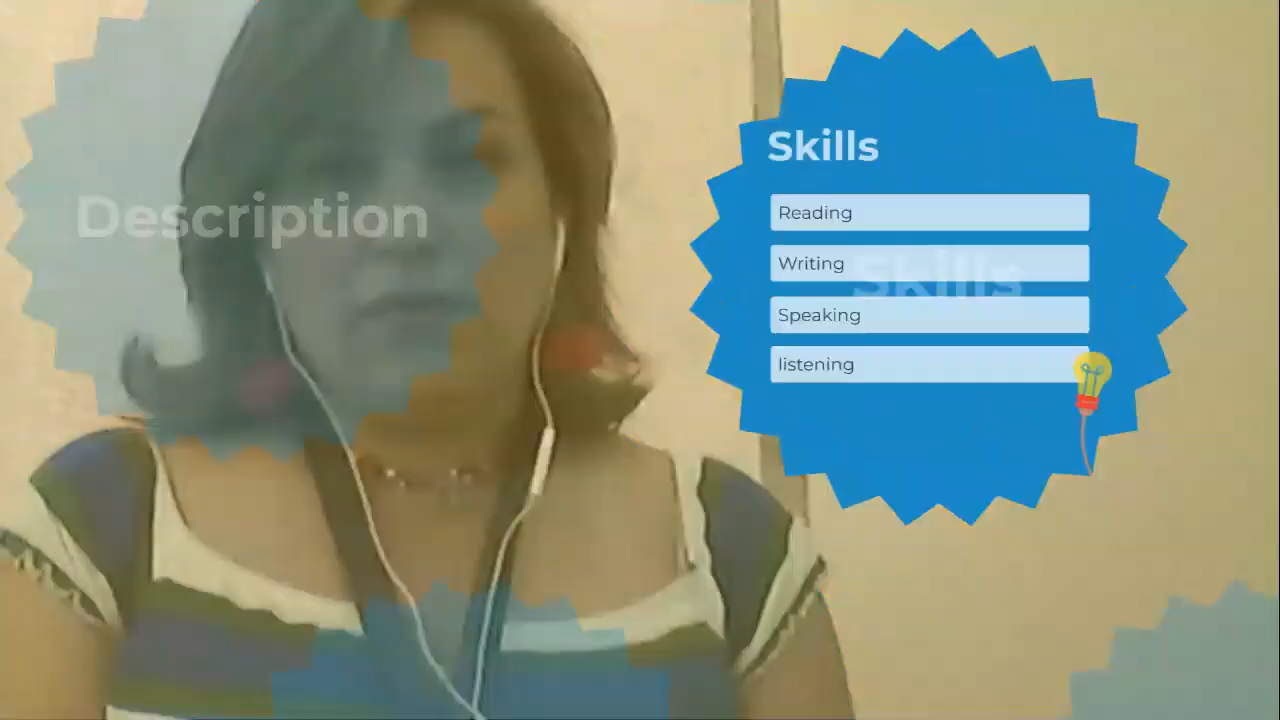 Description
Skills
Reading
Writing
Skills
Speaking
listening